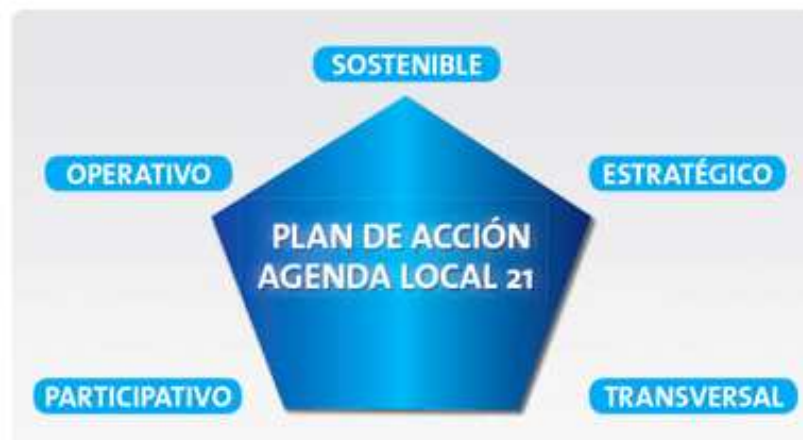 SOSTENIBLE
OPERATIVO
ESTRATÉGICO
PLAN DE ACCIÓN
AGENDA LOCAL 21
PARTICIPATIVO
TRANSVERSAL